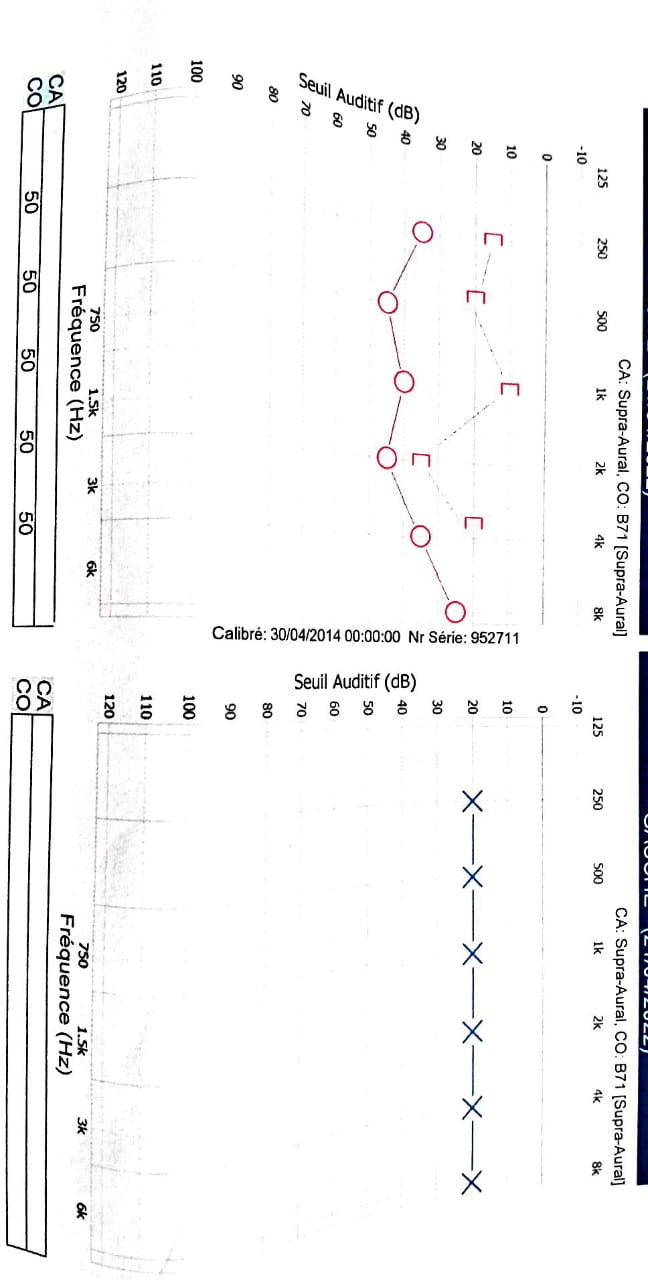 CA: Supra-Aural, CO: B71 [Supra-Aural]
125 250 500 1k 2k 4k 8k
-10
0
10
20
30
40
50
60
70
80
90
100
110
120
Seuil Auditif (dB)
750 1.5k 3k 6k
Fréquence (Hz)
CA
CO 50 50 50 50 50
Calibré: 30/04/2014 00:00:00 Nr Série: 952711
CA: Supra-Aural, CO: B71 [Supra-Aural]
125 250 500 1k 2k 4k 8k
-10
0
10
20
30
40
50
60
70
80
90
100
110
120
Seuil Auditif (dB)
750 1.5k 3k 6k
Fréquence (Hz)
CA
CO